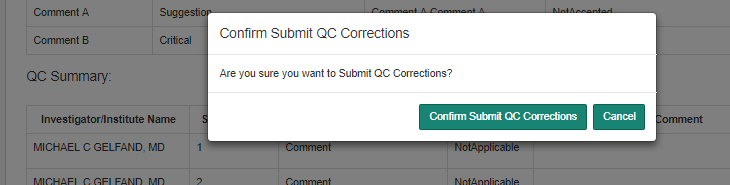 Comment A Suggestion Comment A Comment A NotAccepted
Confirm Submit QC Corrections
Comment B Critical
QC Summary:
Are you sure you want to Submit QC Corrections?
Confirm Submit QC Corrections Cancel
Investigator/Institute Name S Comment
MICHAEL C GELFAND, MD 1 Comment NotApplicable
MICHAEL C GELFAND, MD 2 Comment NotApplicable